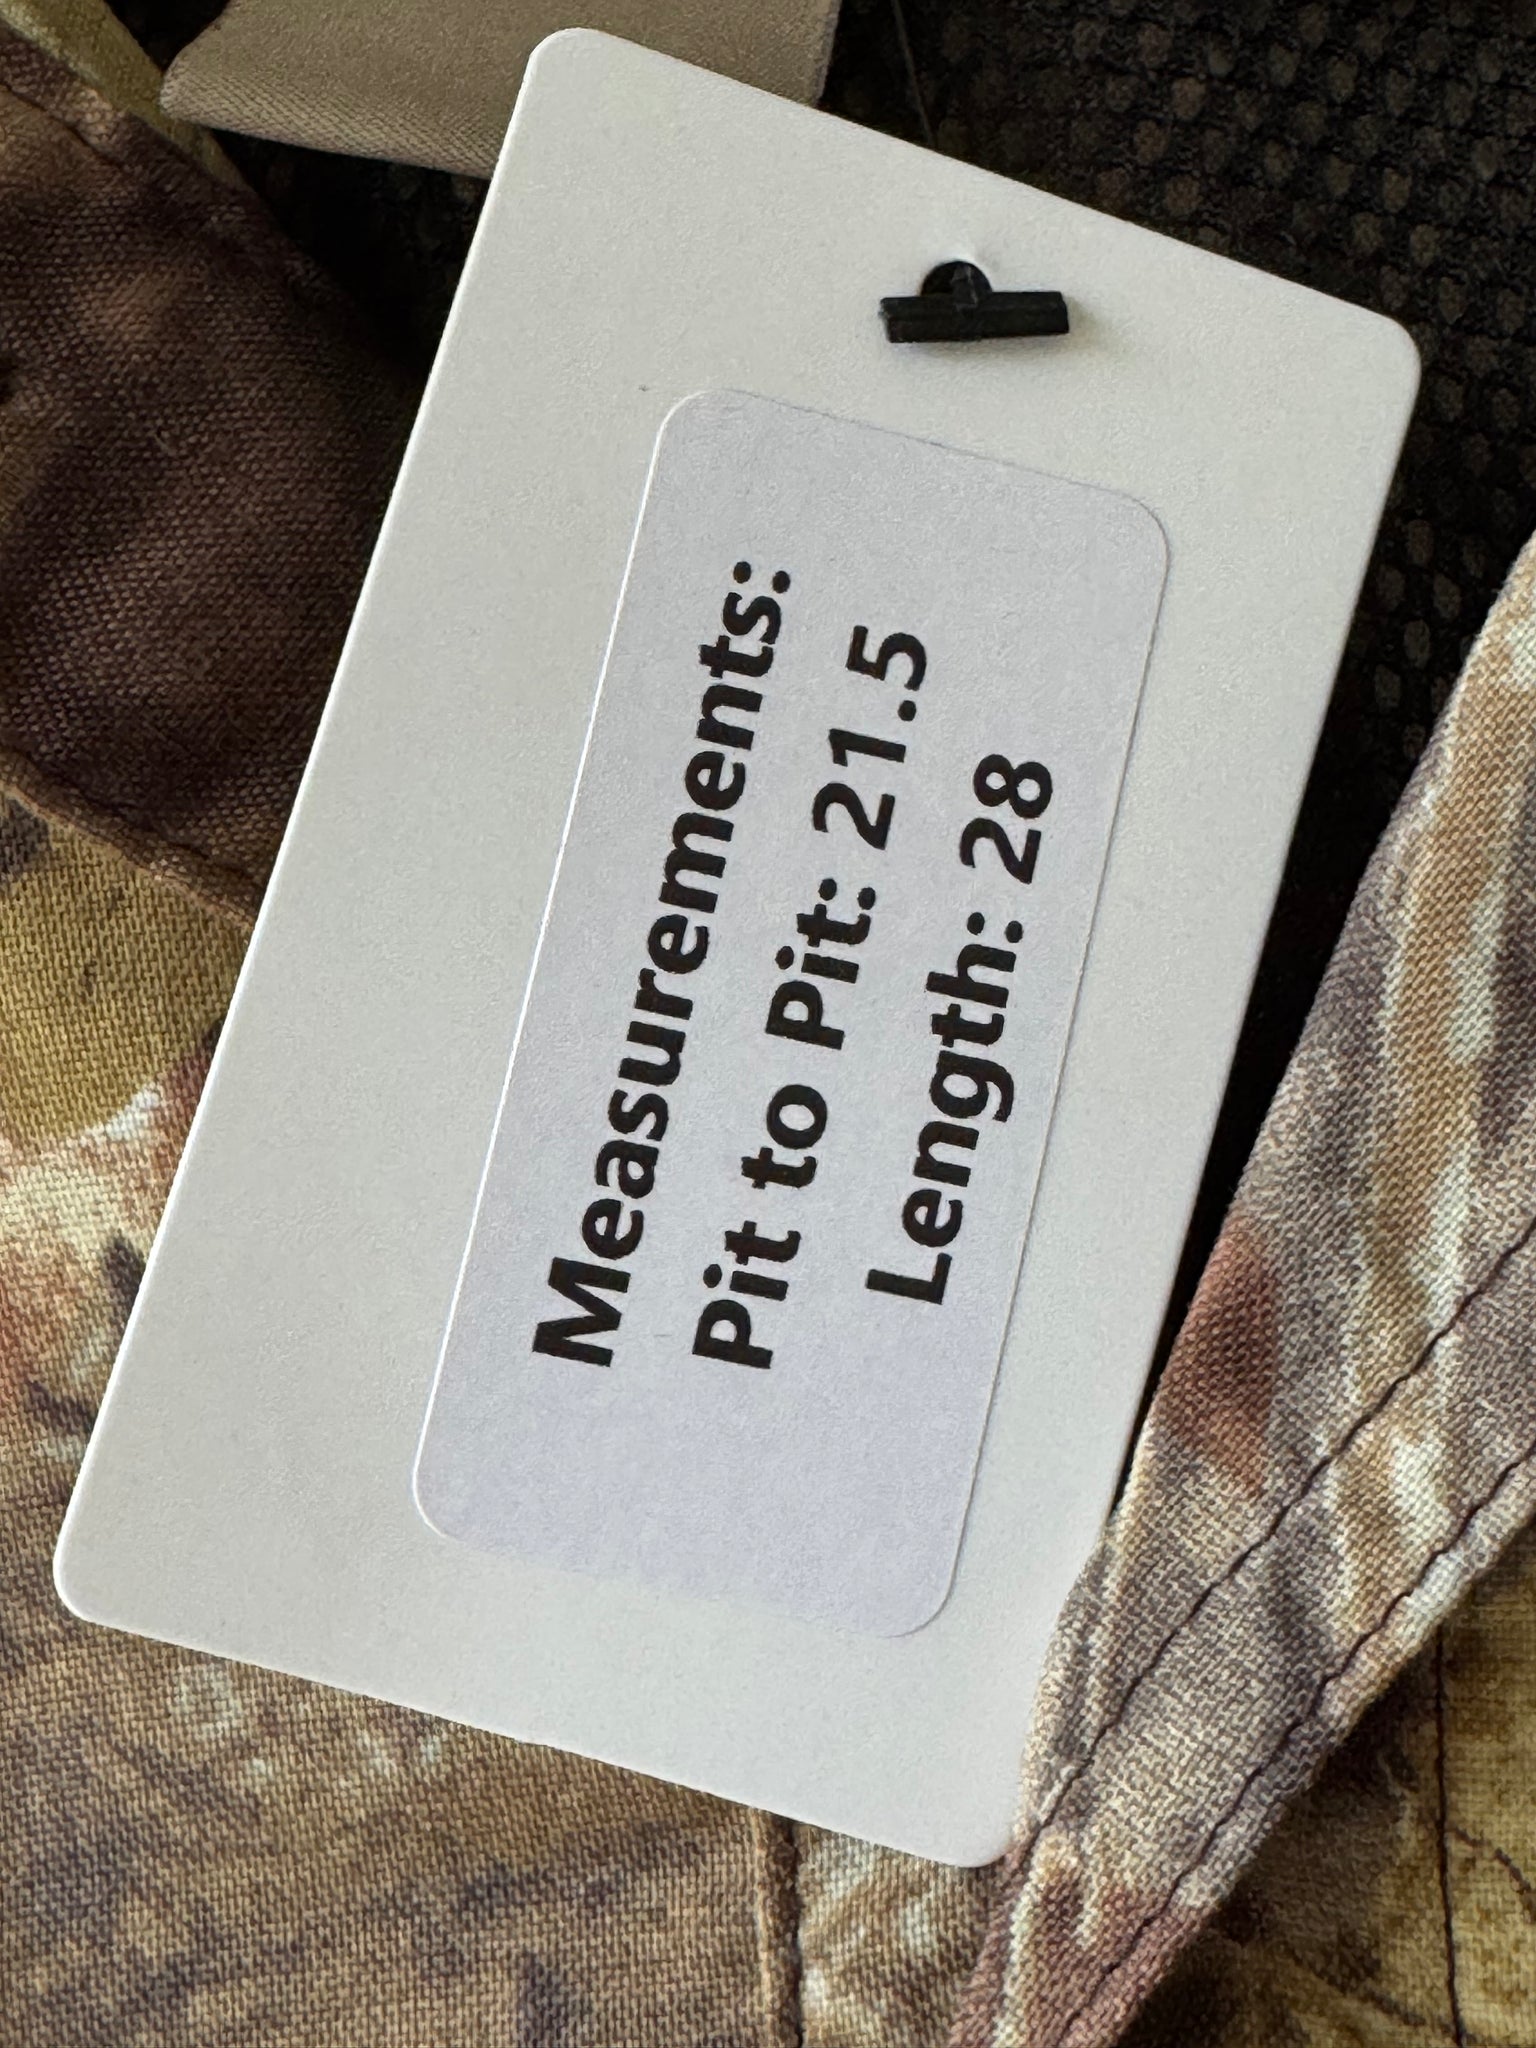 Measurements:
Pit to Pit: 21.5
Length: 28